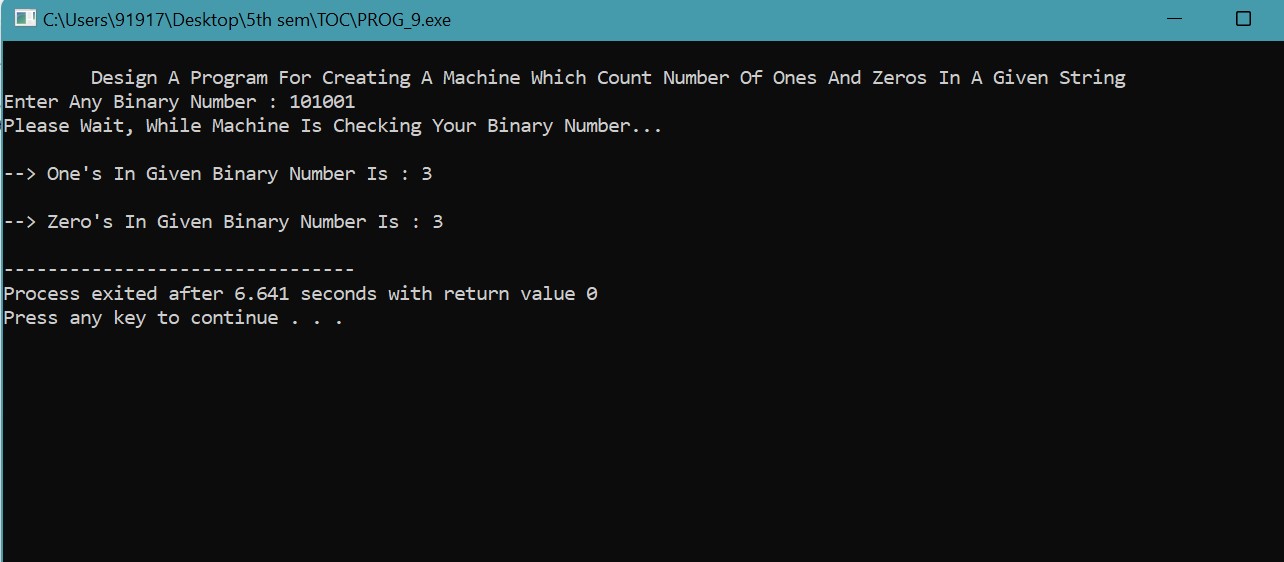 C:\Users\91917\Desktop\5th sem\TOC\PROG_9.exe
Design A Program For Creating A Machine Which Count Number Of Ones And Zeros In A Given String
Enter Any Binary Number : 101001
Please Wait, While Machine Is Checking Your Binary Number...
--> One's In Given Binary Number Is : 3
--> Zero's In Given Binary Number Is : 3
--------------------------------
Process exited after 6.641 seconds with return value 0
Press any key to continue . . .